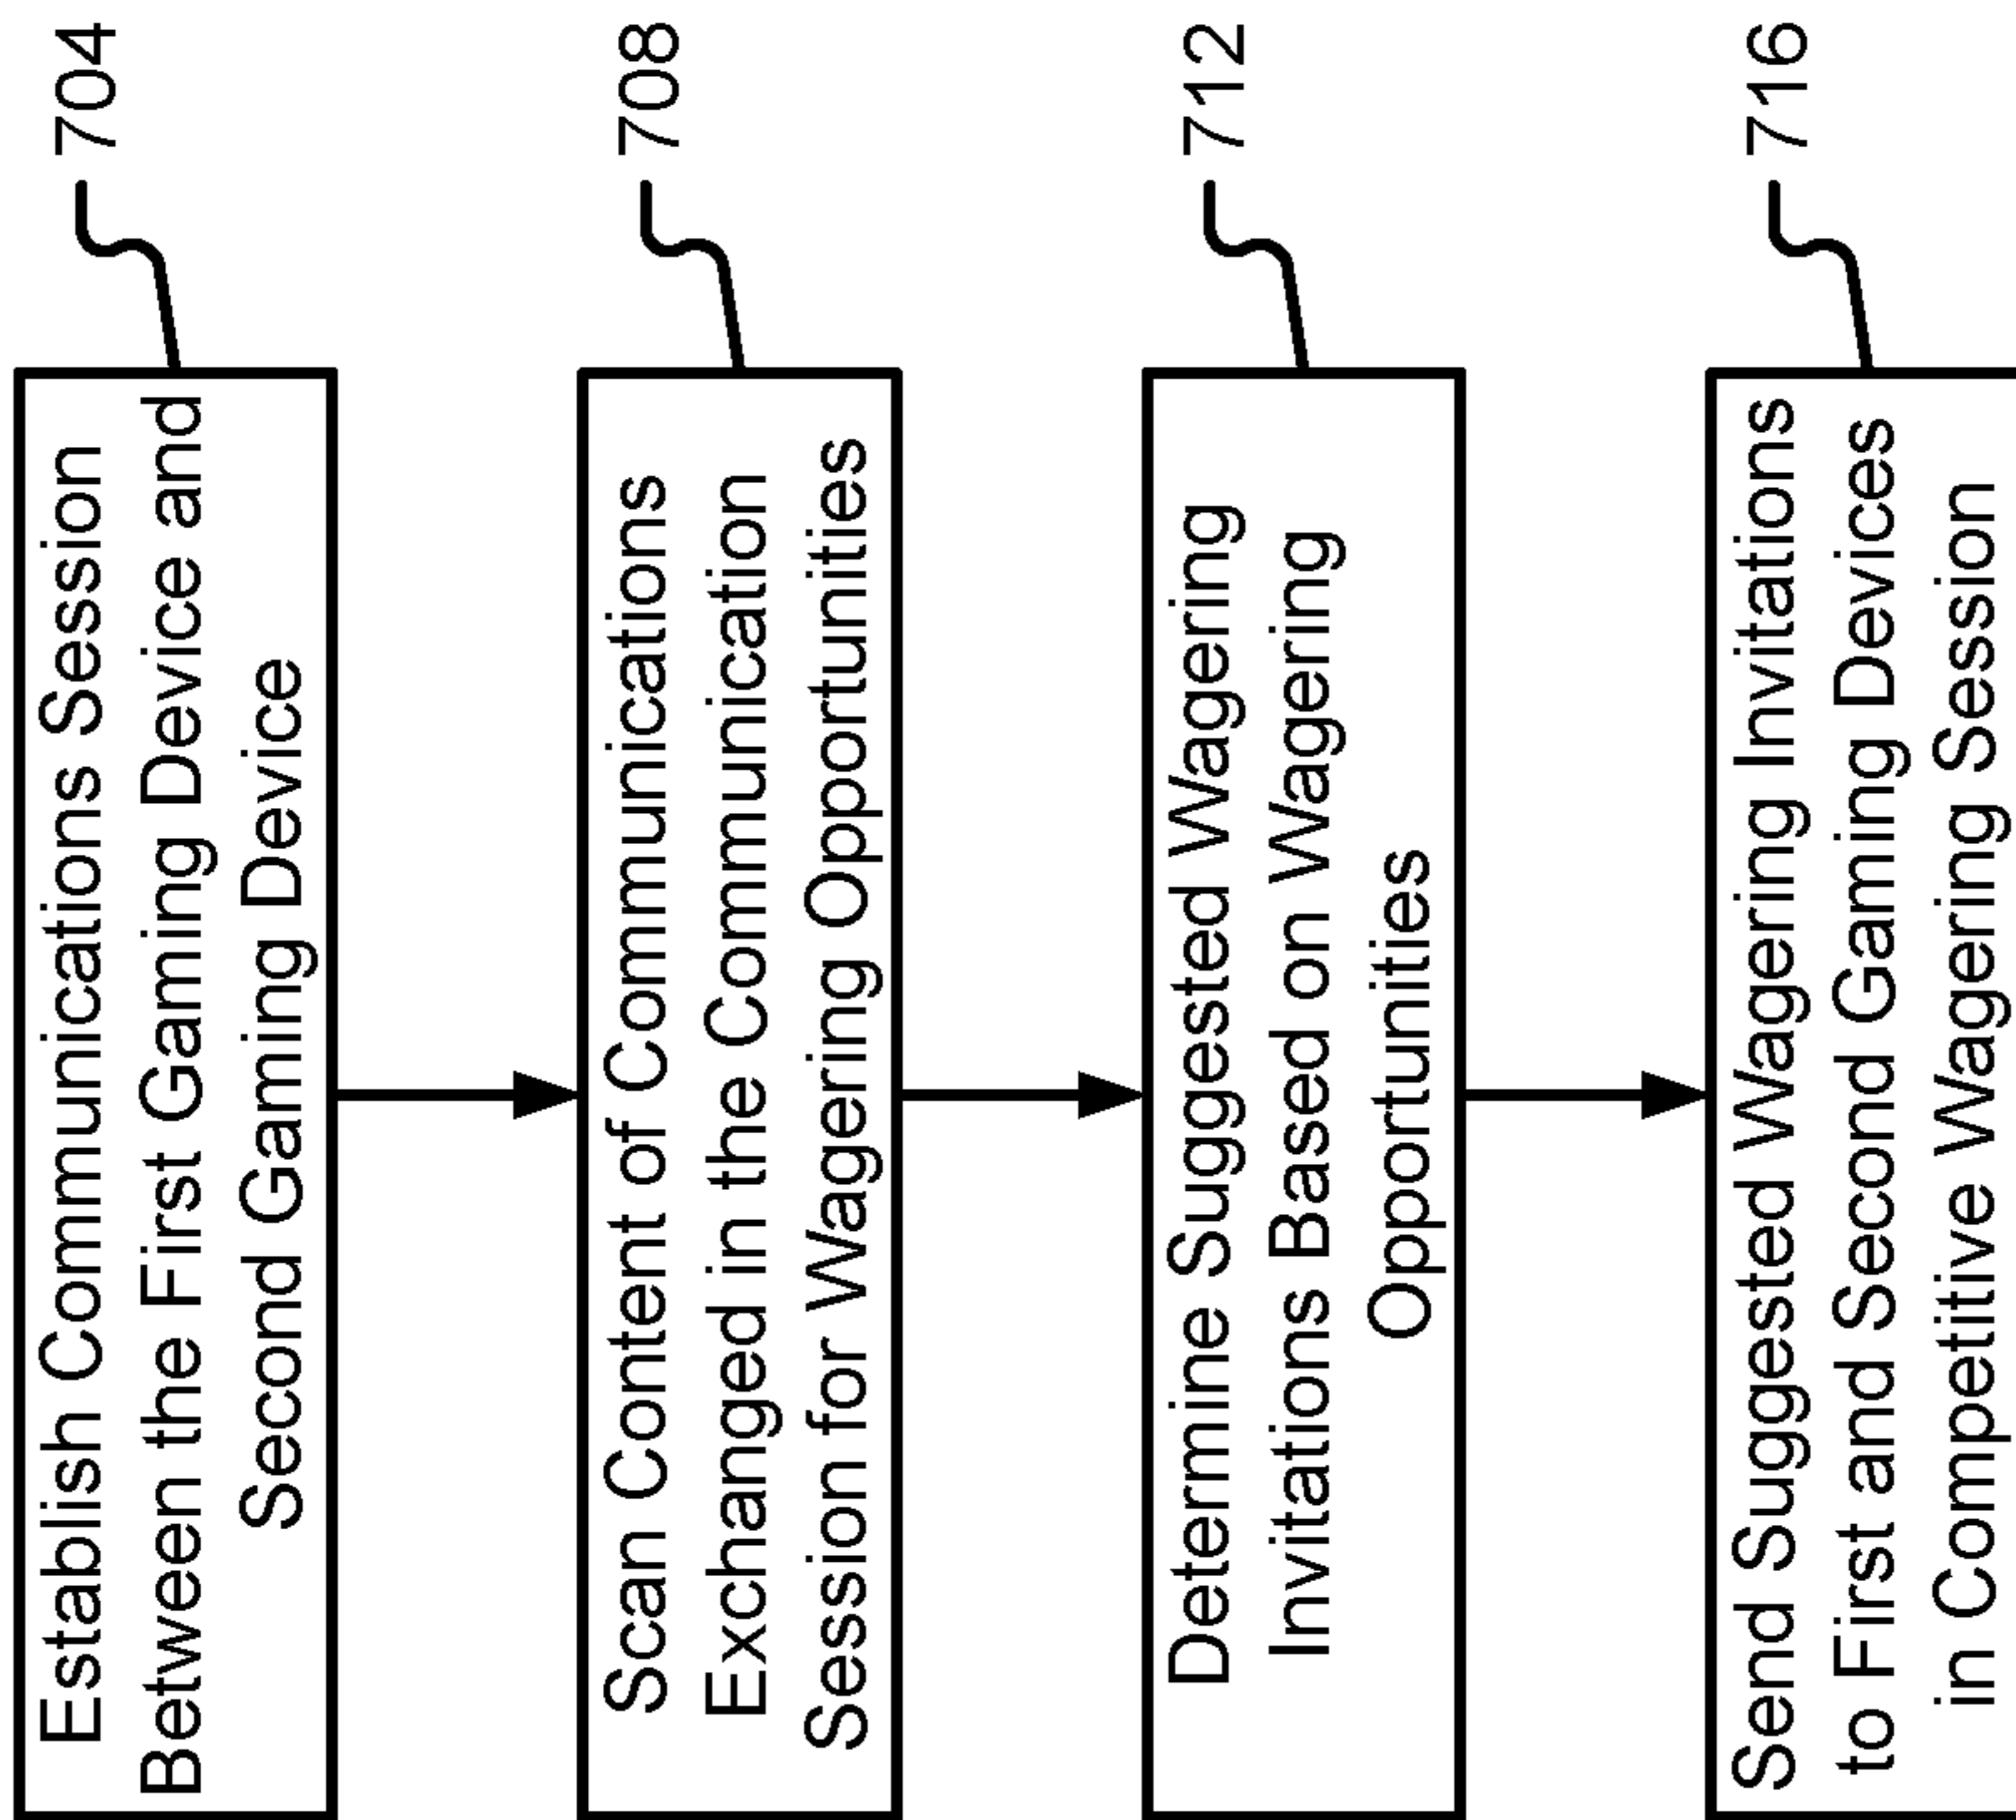 Establish Communications Session
Between the First Gaming Device and
Second Gaming Device
704
Scan Content of Communications
Exchanged in the Communication
Session for Wagering Opportunities
708
Determine Suggested Wagering
Invitations Based on Wagering
Opportunities
712
Send Suggested Wagering Invitations
to First and Second Gaming Devices
in Competitive Wagering Session
716